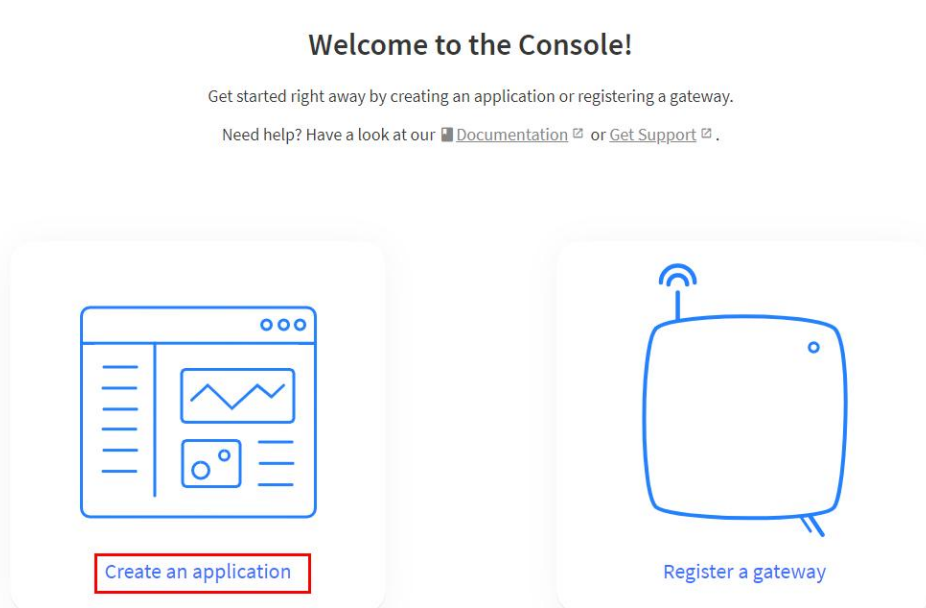 Welcome to the Console!
Get started right away by creating an application or registering a gateway.
Need help? Have a look at our Documentation or Get Support .
Create an application
Register a gateway